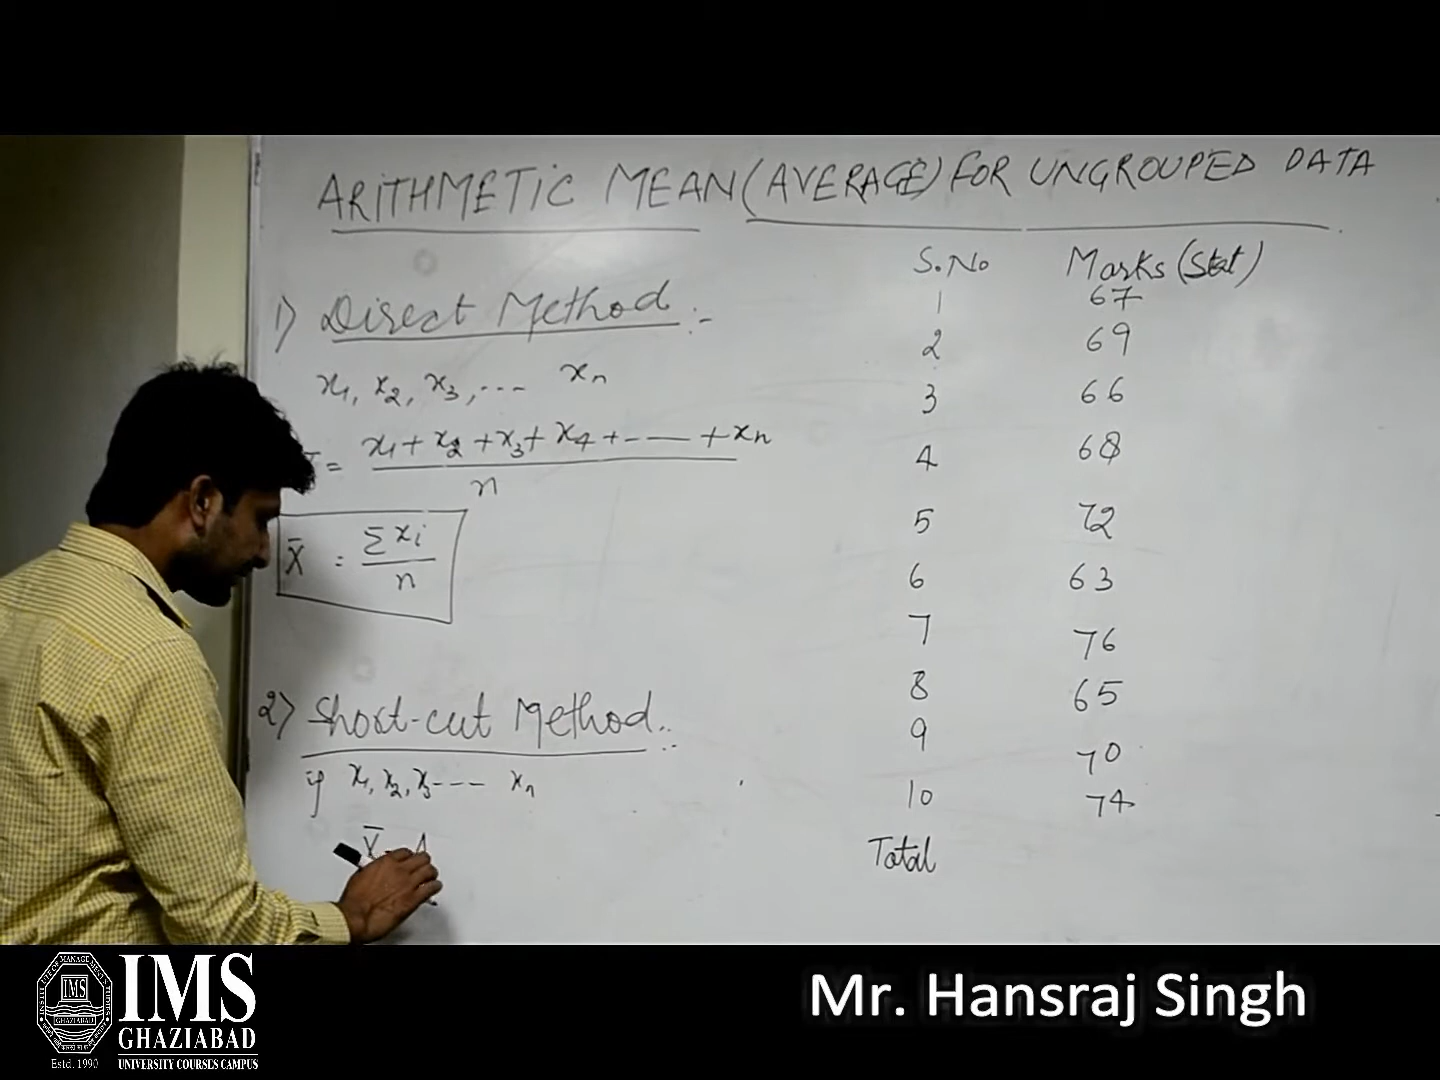 ARITHMETIC MEAN (AVERAGE) FOR UNGROUPED DATA
1) Direct Method :-
x1, x2, x3, ---- xn
= x1 + x2 + x3 + x4 + - — + xn
n
X̄ = Σxi
n
2) Short-cut Method :-
if x1, x2, x3 ---- xn
X̄ = A
S.No Marks (Stat)
1 67
2 69
3 66
4 68
5 72
6 63
7 76
8 65
9 70
10 74
Total
IMS
GHAZIABAD
UNIVERSITY COURSES CAMPUS
Estd. 1990
IMS
GHAZIABAD
Mr. Hansraj Singh